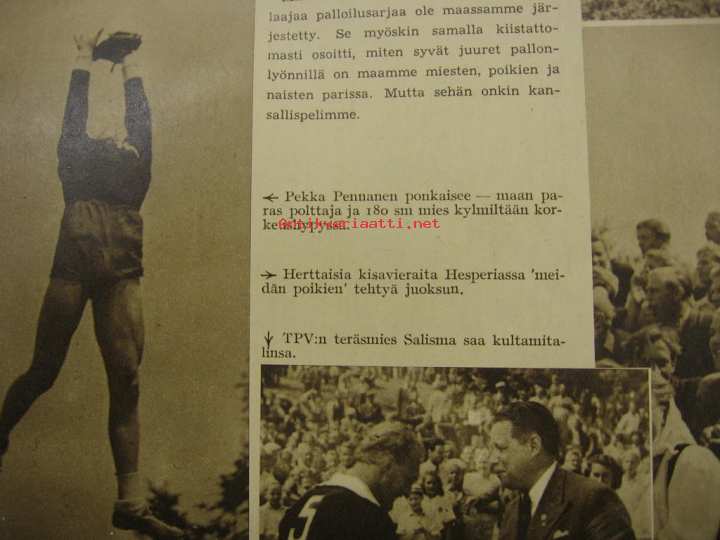 laajaa palloilusarjaa ole maassamme jär-
jestetty. Se myöskin samalla kiistatto-
masti osoitti, miten syvät juuret pallon-
lyönnillä on maamme miesten, poikien ja
naisten parissa. Mutta sehän onkin kan-
sallispelimme.
← Pekka Pennanen ponkaisee — maan pa-
ras polttaja ja 180 sm mies kylmiltään kor-
keushypyssä.
Antikvariaatti.net
→ Herttaisia kisavieraita Hesperiassa 'mei-
dän poikien' tehtyä juoksun.
↓ TPV:n teräsmies Salisma saa kultamita-
linsa.
5